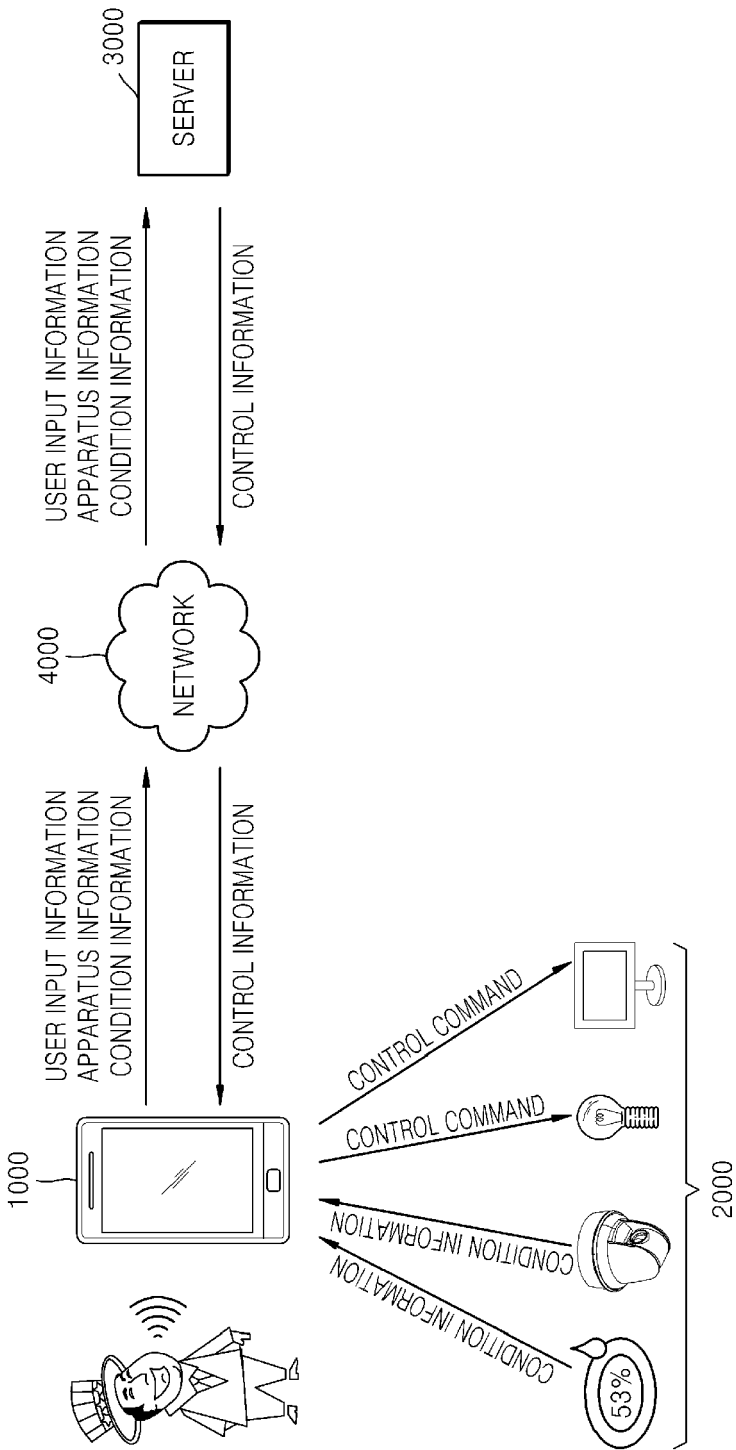 1000
USER INPUT INFORMATION
APPARATUS INFORMATION
CONDITION INFORMATION
CONTROL INFORMATION
4000
NETWORK
USER INPUT INFORMATION
APPARATUS INFORMATION
CONDITION INFORMATION
CONTROL INFORMATION
3000
SERVER
CONDITION INFORMATION
CONDITION INFORMATION
CONTROL COMMAND
CONTROL COMMAND
53%
2000